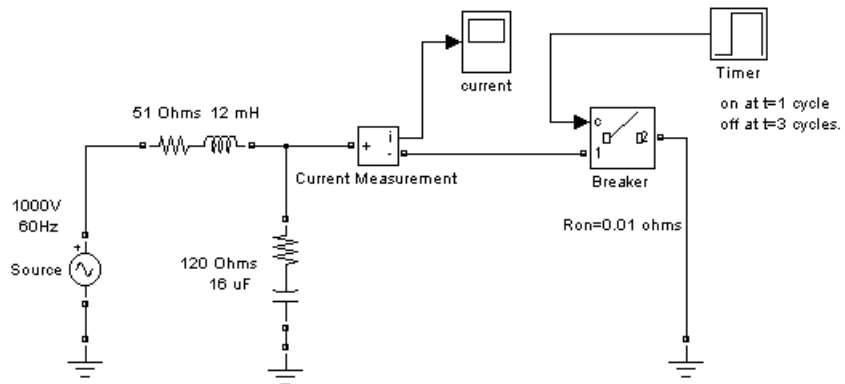 current
Timer
on at t=1 cycle
off at t=3 cycles.
51 Ohms 12 mH
+
i
-
Current Measurement
c
1
2
Breaker
Ron=0.01 ohms
1000V
60Hz
+
Source
120 Ohms
16 uF